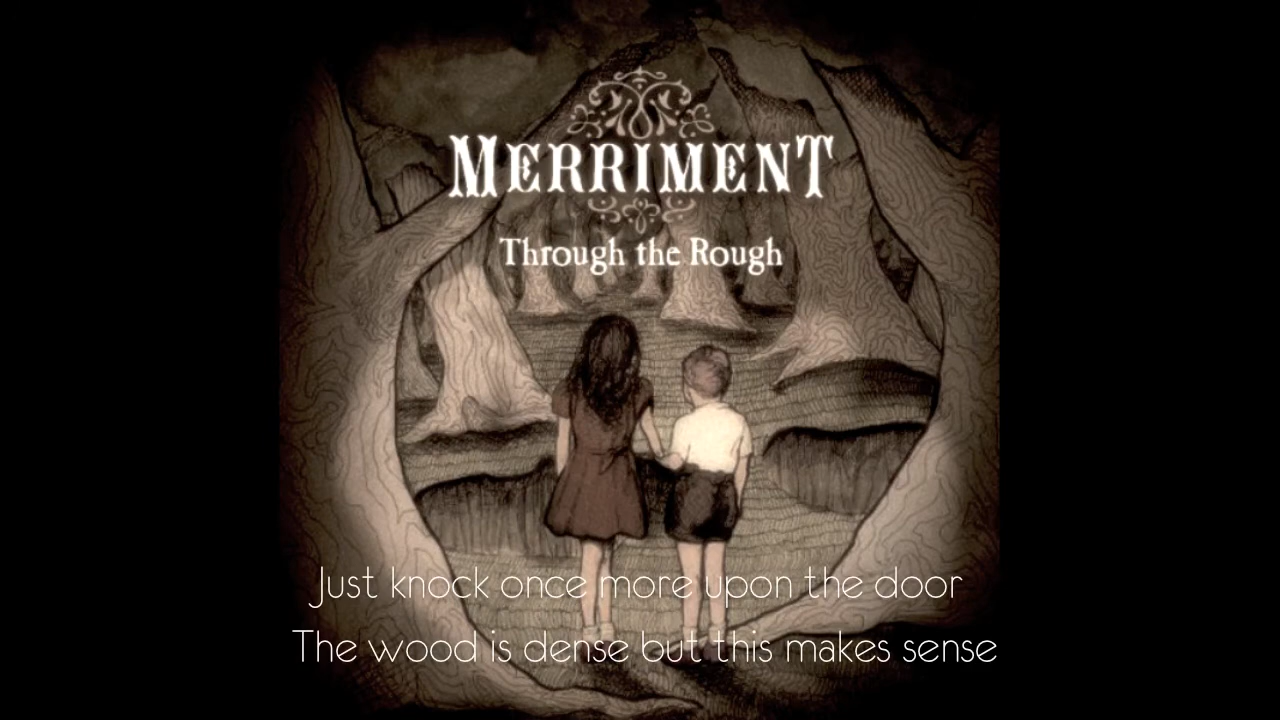 MERRIMENT
Through the Rough
Just knock once more upon the door
The wood is dense but this makes sense